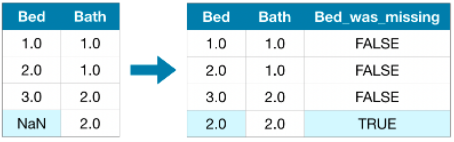 Bed Bath Bed Bath Bed_was_missing
1.0 1.0 1.0 1.0 FALSE
2.0 1.0 2.0 1.0 FALSE
3.0 2.0 3.0 2.0 FALSE
NaN 2.0 2.0 2.0 TRUE